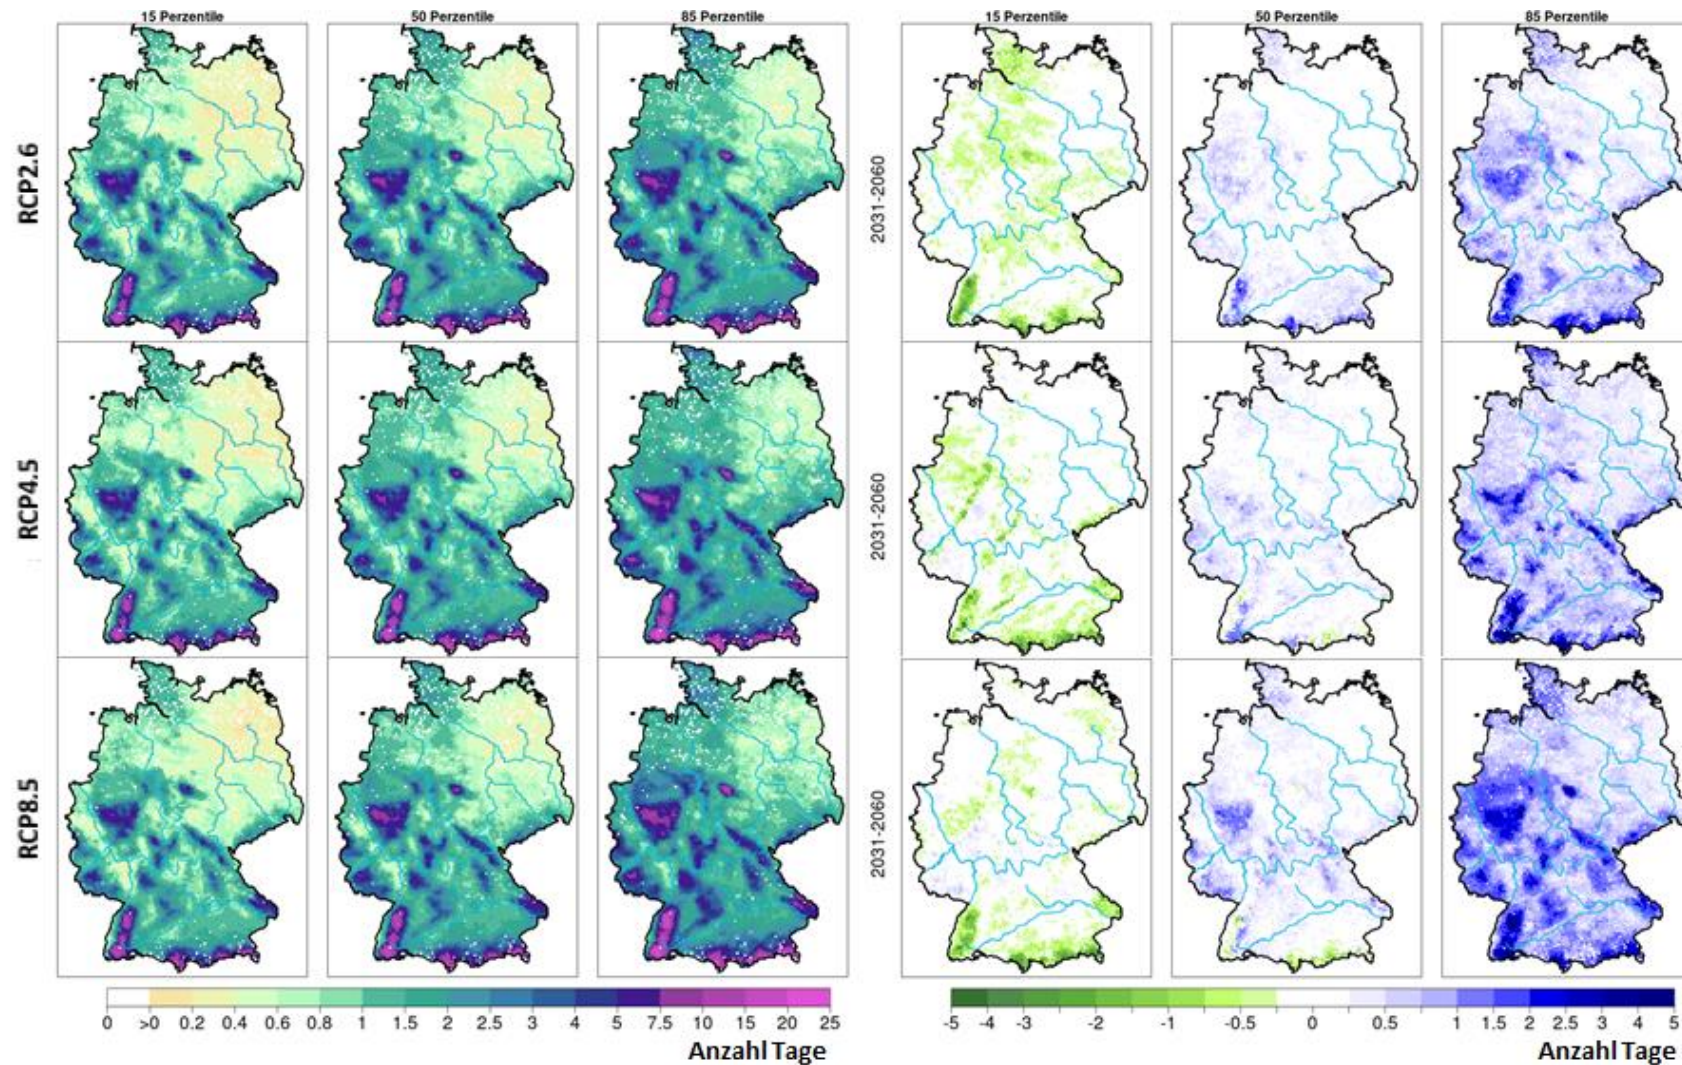 15 Perzentile 50 Perzentile 85 Perzentile 15 Perzentile 50 Perzentile 85 Perzentile
RCP2.6
2031-2060
RCP4.5
2031-2060
RCP8.5
2031-2060
0 >0 0.2 0.4 0.6 0.8 1 1.5 2 2.5 3 4 5 7.5 10 15 20 25
-5 -4 -3 -2 -1 -0.5 0 0.5 1 1.5 2 2.5 3 4 5
Anzahl Tage
Anzahl Tage